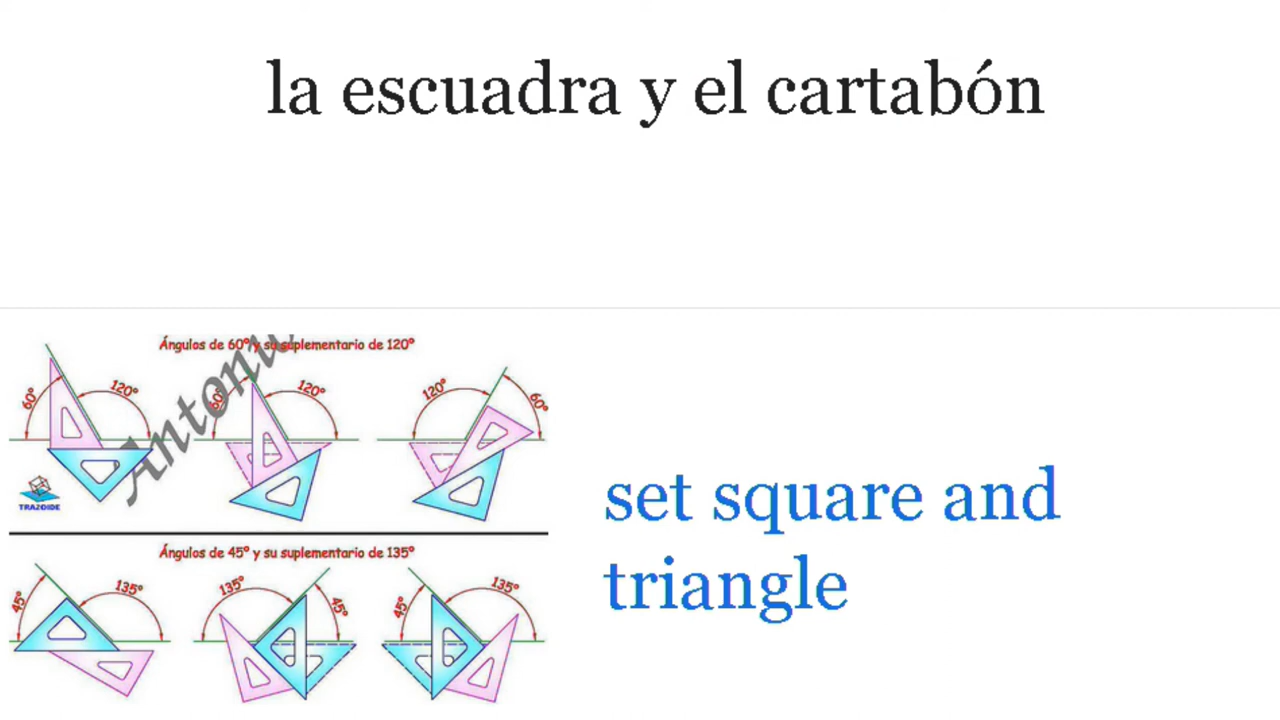 la escuadra y el cartabón
Ángulos de 60º y su suplementario de 120º
60º 120º 60º 120º 120º 60º
Antonio
TRAZOIDE
Ángulos de 45º y su suplementario de 135º
45º 135º 135º 45º 45º 135º
set square and
triangle